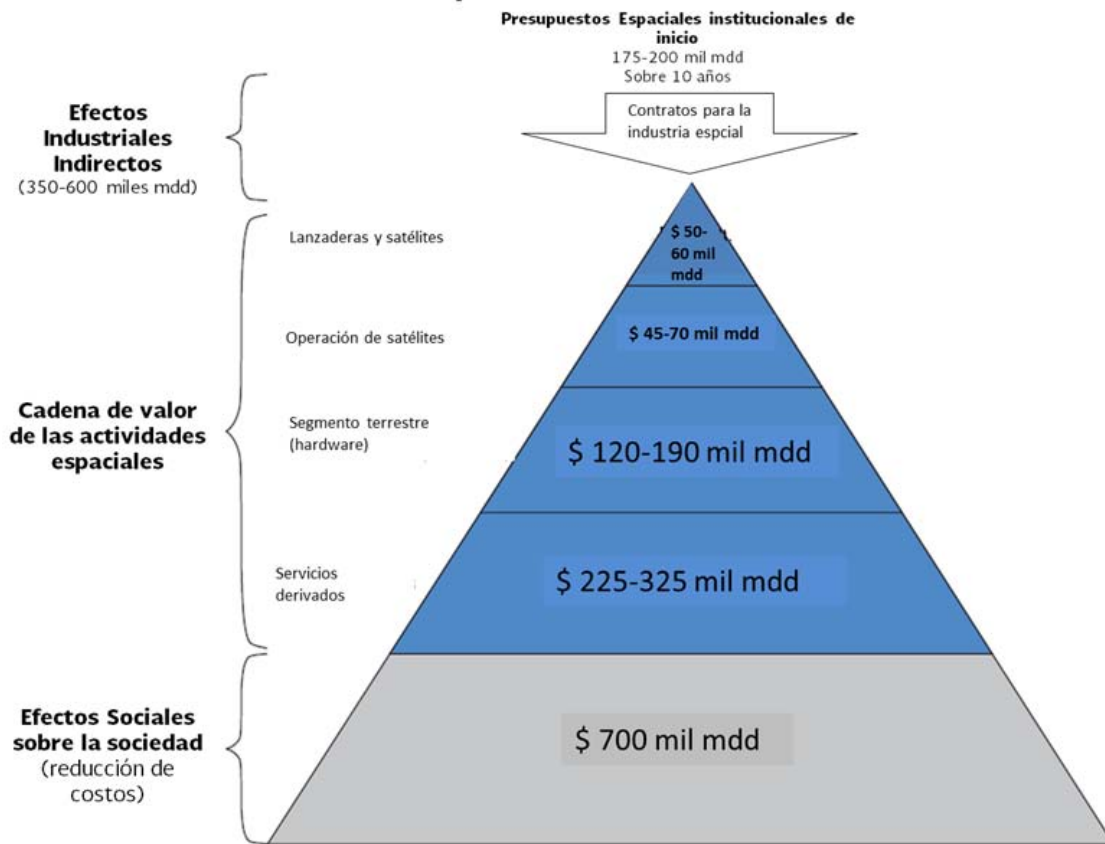 Presupuestos Espaciales institucionales de
inicio
175-200 mil mdd
Sobre 10 años
Contratos para la
industria espcial
Efectos
Industriales
Indirectos
(350-600 miles mdd)
Lanzaderas y satélites
$ 50-
60 mil
mdd
Operación de satélites
$ 45-70 mil mdd
Cadena de valor
de las actividades
espaciales
Segmento terrestre
(hardware)
$ 120-190 mil mdd
Servicios
derivados
$ 225-325 mil mdd
Efectos Sociales
sobre la sociedad
(reducción de
costos)
$ 700 mil mdd